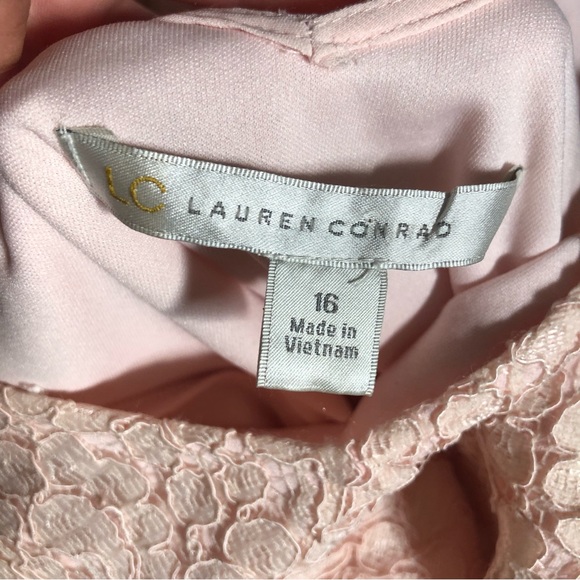 LC LAUREN CONRAD
16
Made in
Vietnam